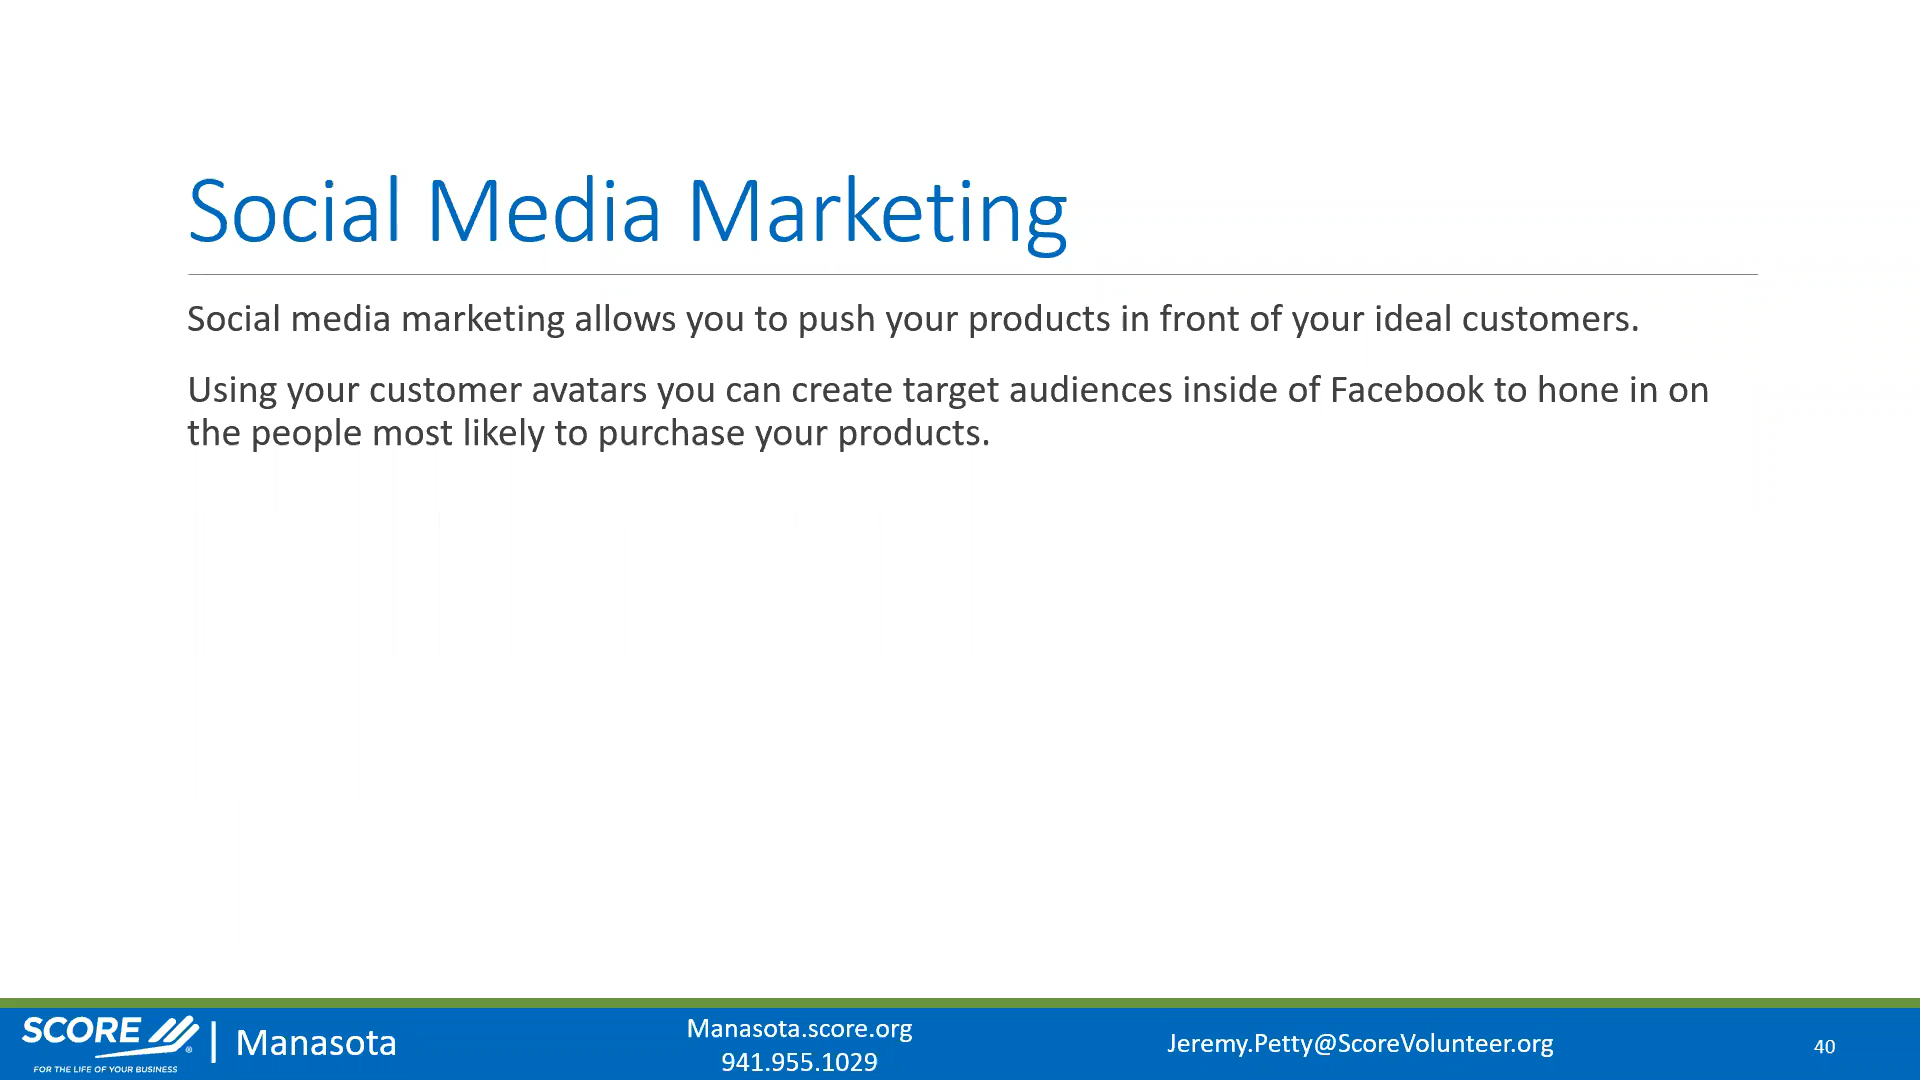 Social Media Marketing
Social media marketing allows you to push your products in front of your ideal customers.
Using your customer avatars you can create target audiences inside of Facebook to hone in on
the people most likely to purchase your products.
SCORE ®
FOR THE LIFE OF YOUR BUSINESS
| Manasota
Manasota.score.org
941.955.1029
Jeremy.Petty@ScoreVolunteer.org
40